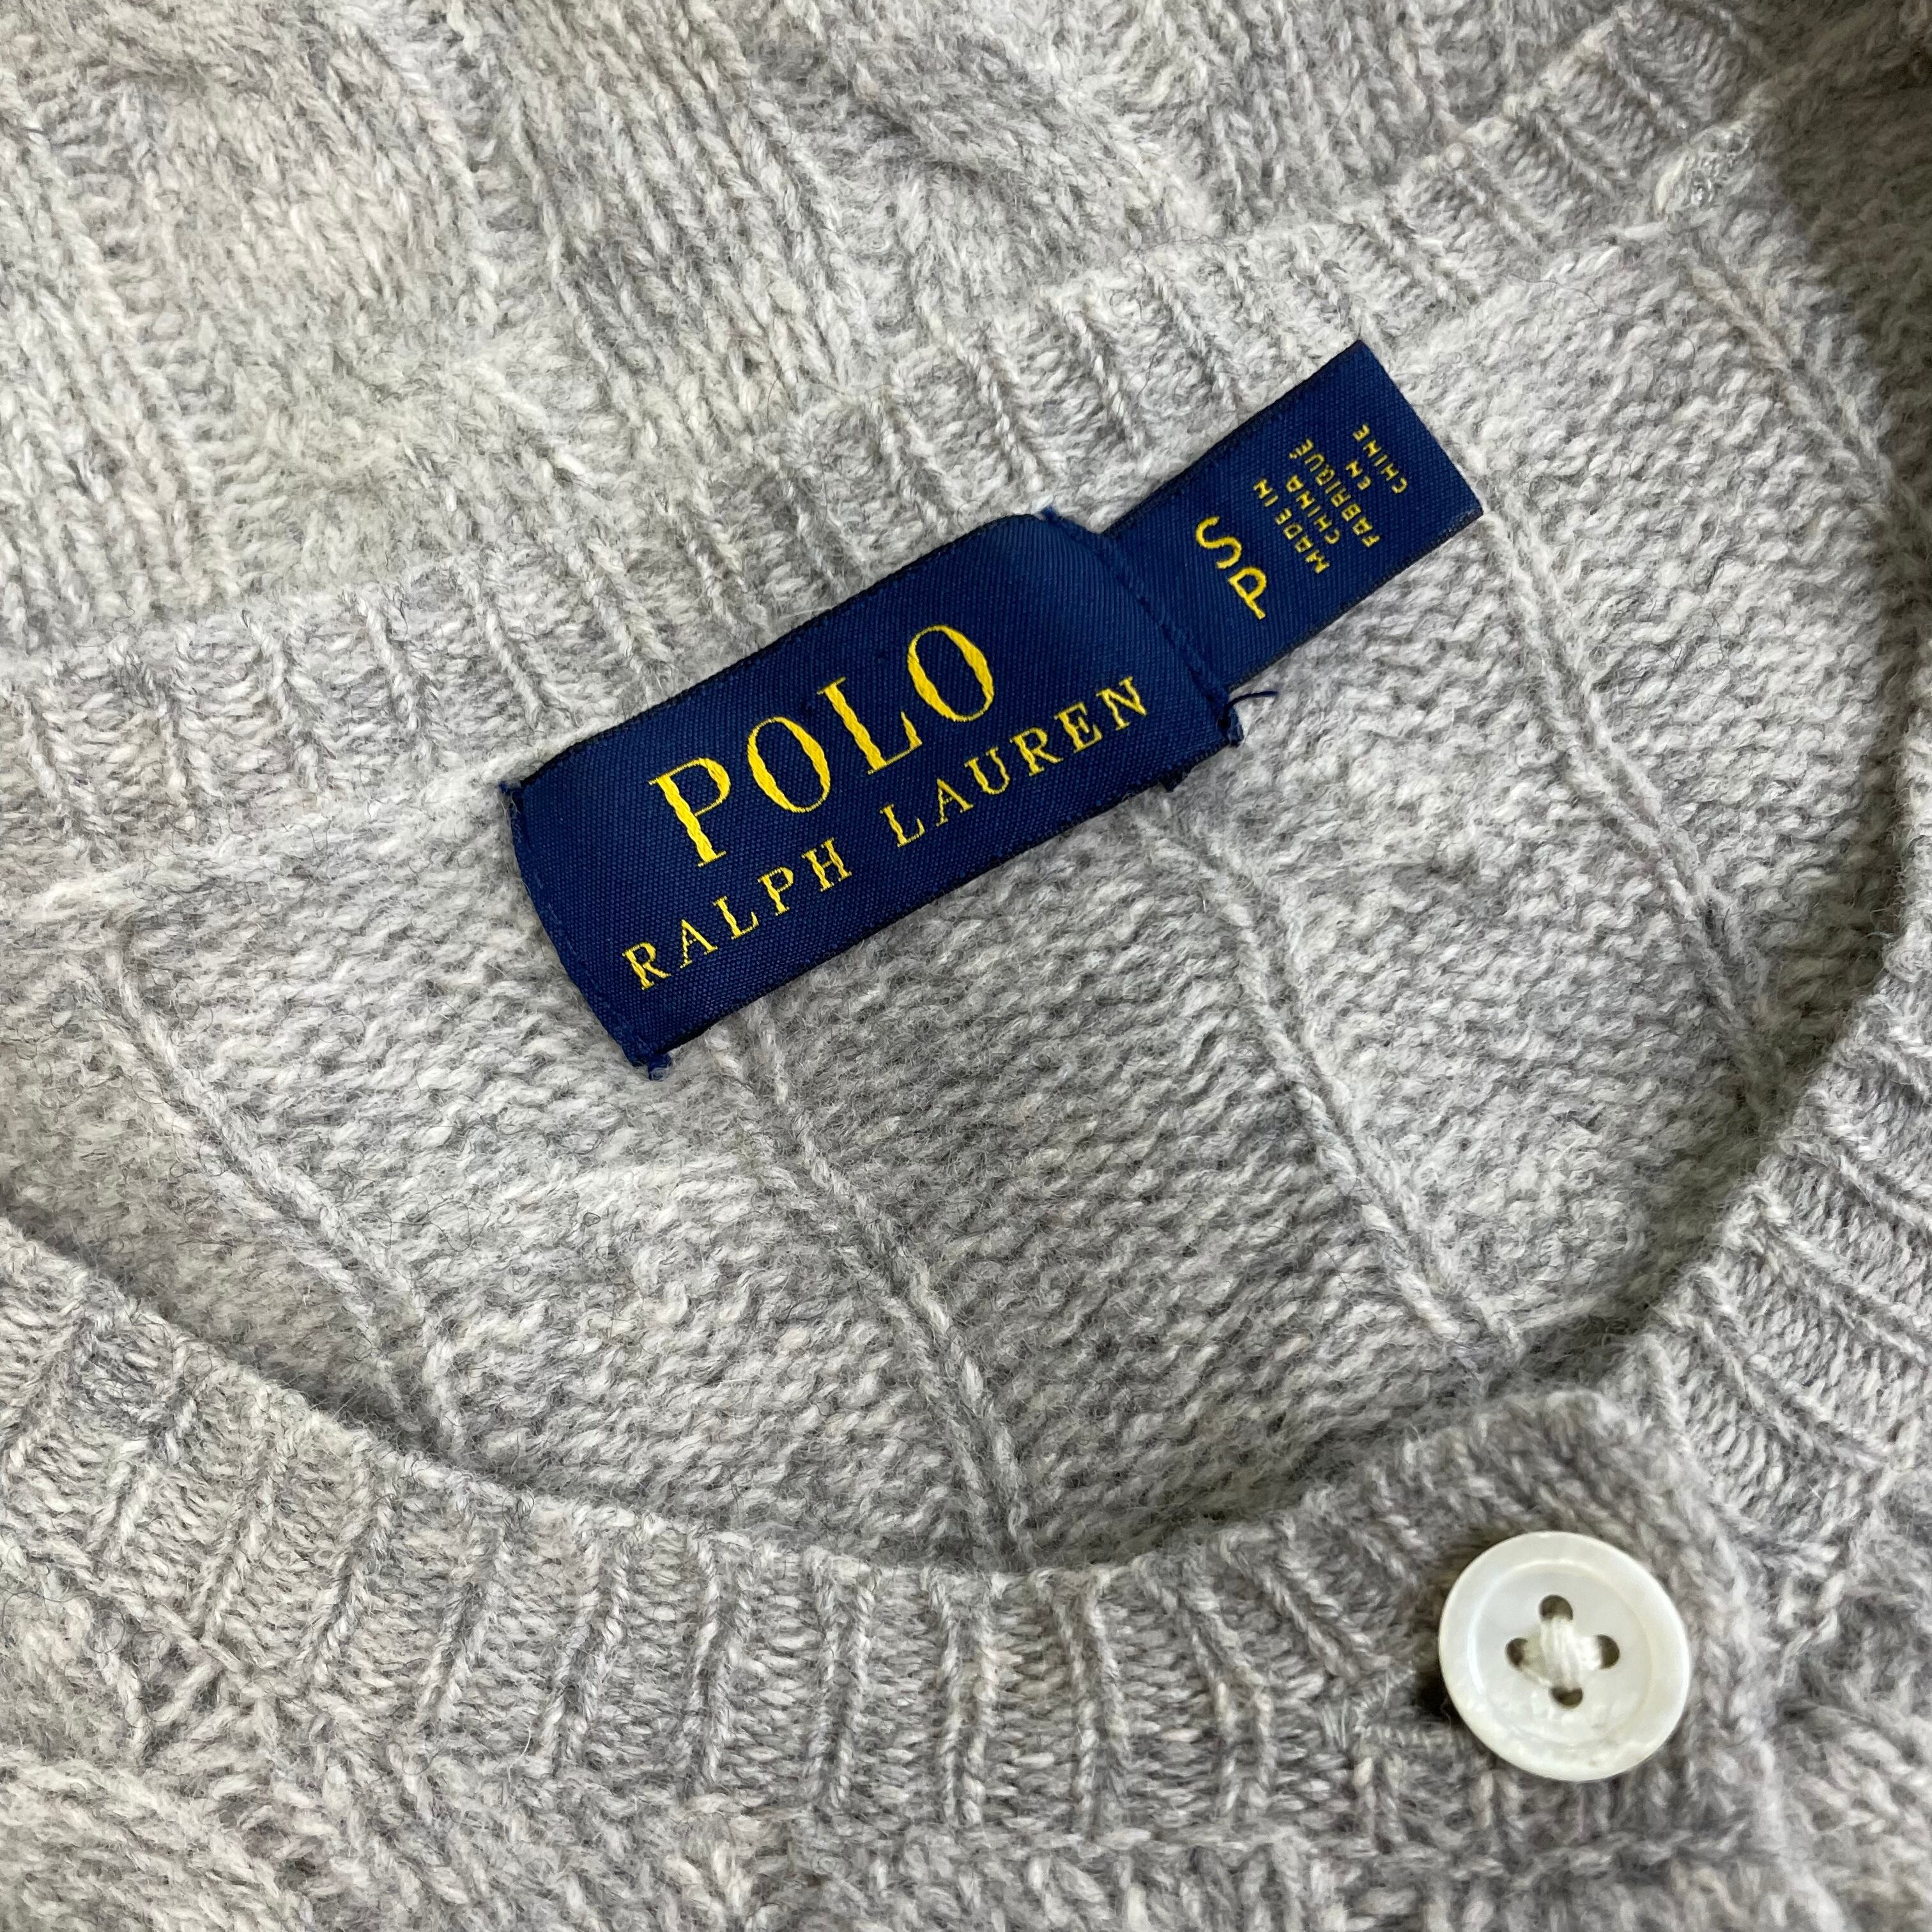 POLO
RALPH LAUREN
S
P
MADE IN
CHINA
FABRIQUÉ
EN
CHINE